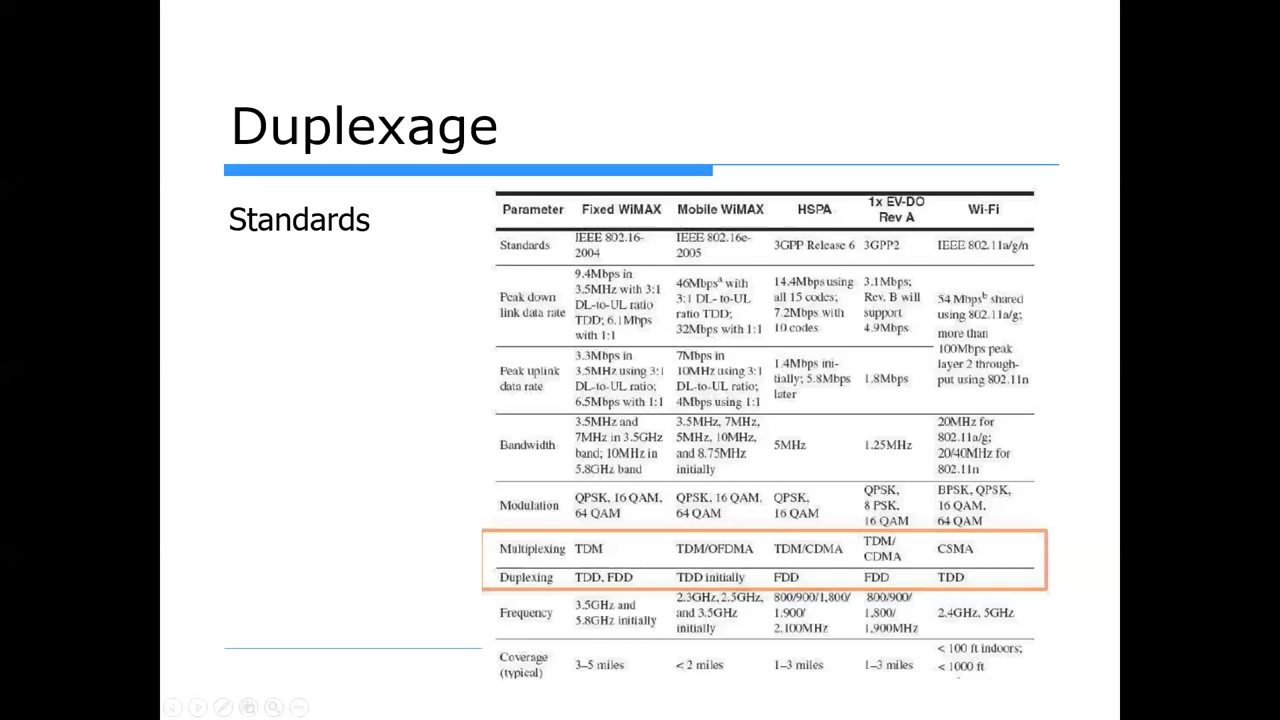 Duplexage
Standards
Parameter Fixed WiMAX Mobile WiMAX HSPA 1x EV-DO Rev A Wi-Fi
Standards
IEEE 802.16-
2004
IEEE 802.16e-
2005
3GPP Release 6
3GPP2
IEEE 802.11a/g/n
Peak down
link data rate
9.4Mbps in
3.5MHz with 3:1
DL-to-UL ratio
TDD; 6.1Mbps
with 1:1
46Mbpsa with
3:1 DL- to-UL
ratio TDD;
32Mbps with 1:1
14.4Mbps using
all 15 codes;
7.2Mbps with
10 codes
3.1Mbps;
Rev. B will
support
4.9Mbps
54 Mbpsb shared
using 802.11a/g;
more than
100Mbps peak
layer 2 through-
put using 802.11n
Peak uplink
data rate
3.3Mbps in
3.5MHz using 3:1
DL-to-UL ratio;
6.5Mbps with 1:1
7Mbps in
10MHz using 3:1
DL-to-UL ratio;
4Mbps using 1:1
1.4Mbps ini-
tially; 5.8Mbps
later
1.8Mbps
Bandwidth
3.5MHz and
7MHz in 3.5GHz
band; 10MHz in
5.8GHz band
3.5MHz, 7MHz,
5MHz, 10MHz,
and 8.75MHz
initially
5MHz
1.25MHz
20MHz for
802.11a/g;
20/40MHz for
802.11n
Modulation
QPSK, 16 QAM,
64 QAM
QPSK, 16 QAM,
64 QAM
QPSK,
16 QAM
QPSK,
8 PSK,
16 QAM
BPSK, QPSK,
16 QAM,
64 QAM
Multiplexing
TDM
TDM/OFDMA
TDM/CDMA
TDM/
CDMA
CSMA
Duplexing
TDD, FDD
TDD initially
FDD
FDD
TDD
Frequency
3.5GHz and
5.8GHz initially
2.3GHz, 2.5GHz,
and 3.5GHz
initially
800/900/1,800/
1,900/
2,100MHz
800/900/
1,800/
1,900MHz
2.4GHz, 5GHz
Coverage
(typical)
3–5 miles
< 2 miles
1–3 miles
1–3 miles
< 100 ft indoors;
< 1000 ft